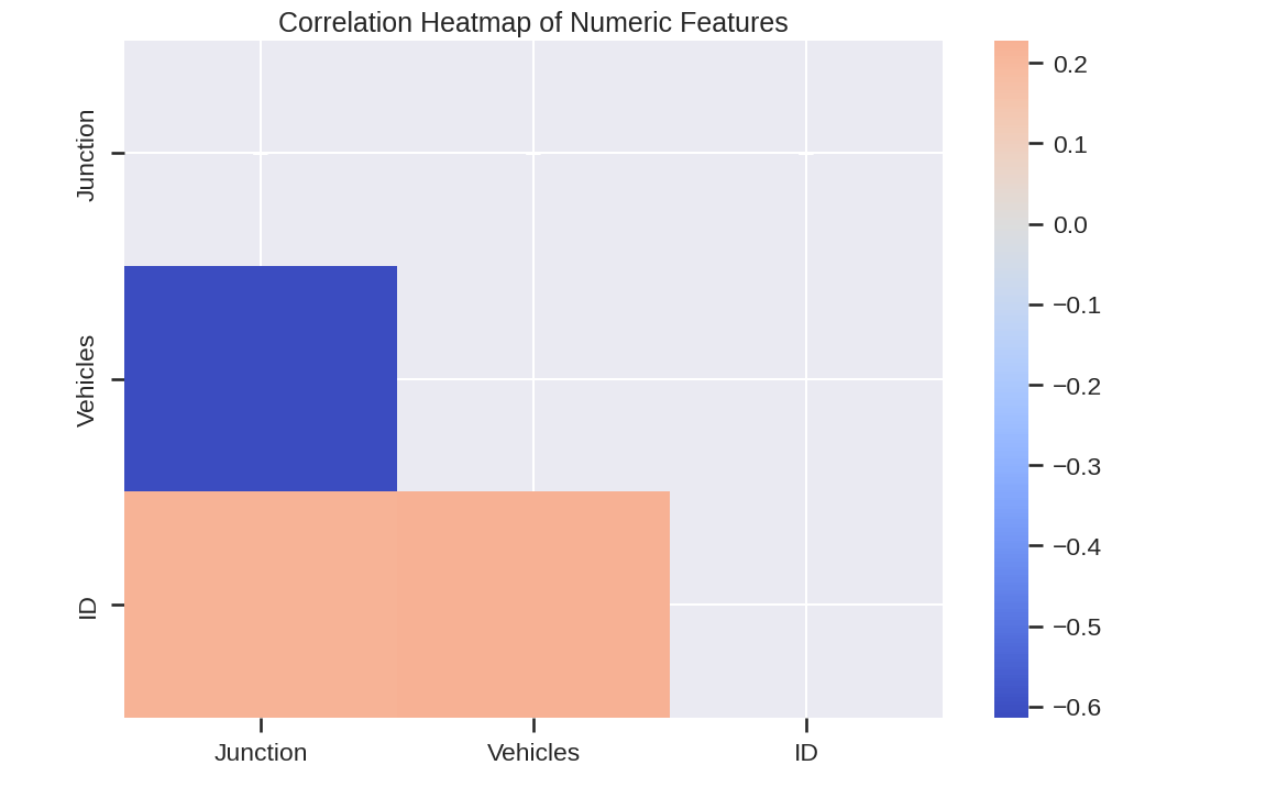 Correlation Heatmap of Numeric Features
Junction
Vehicles
ID
Junction Vehicles ID
0.2
0.1
0.0
−0.1
−0.2
−0.3
−0.4
−0.5
−0.6